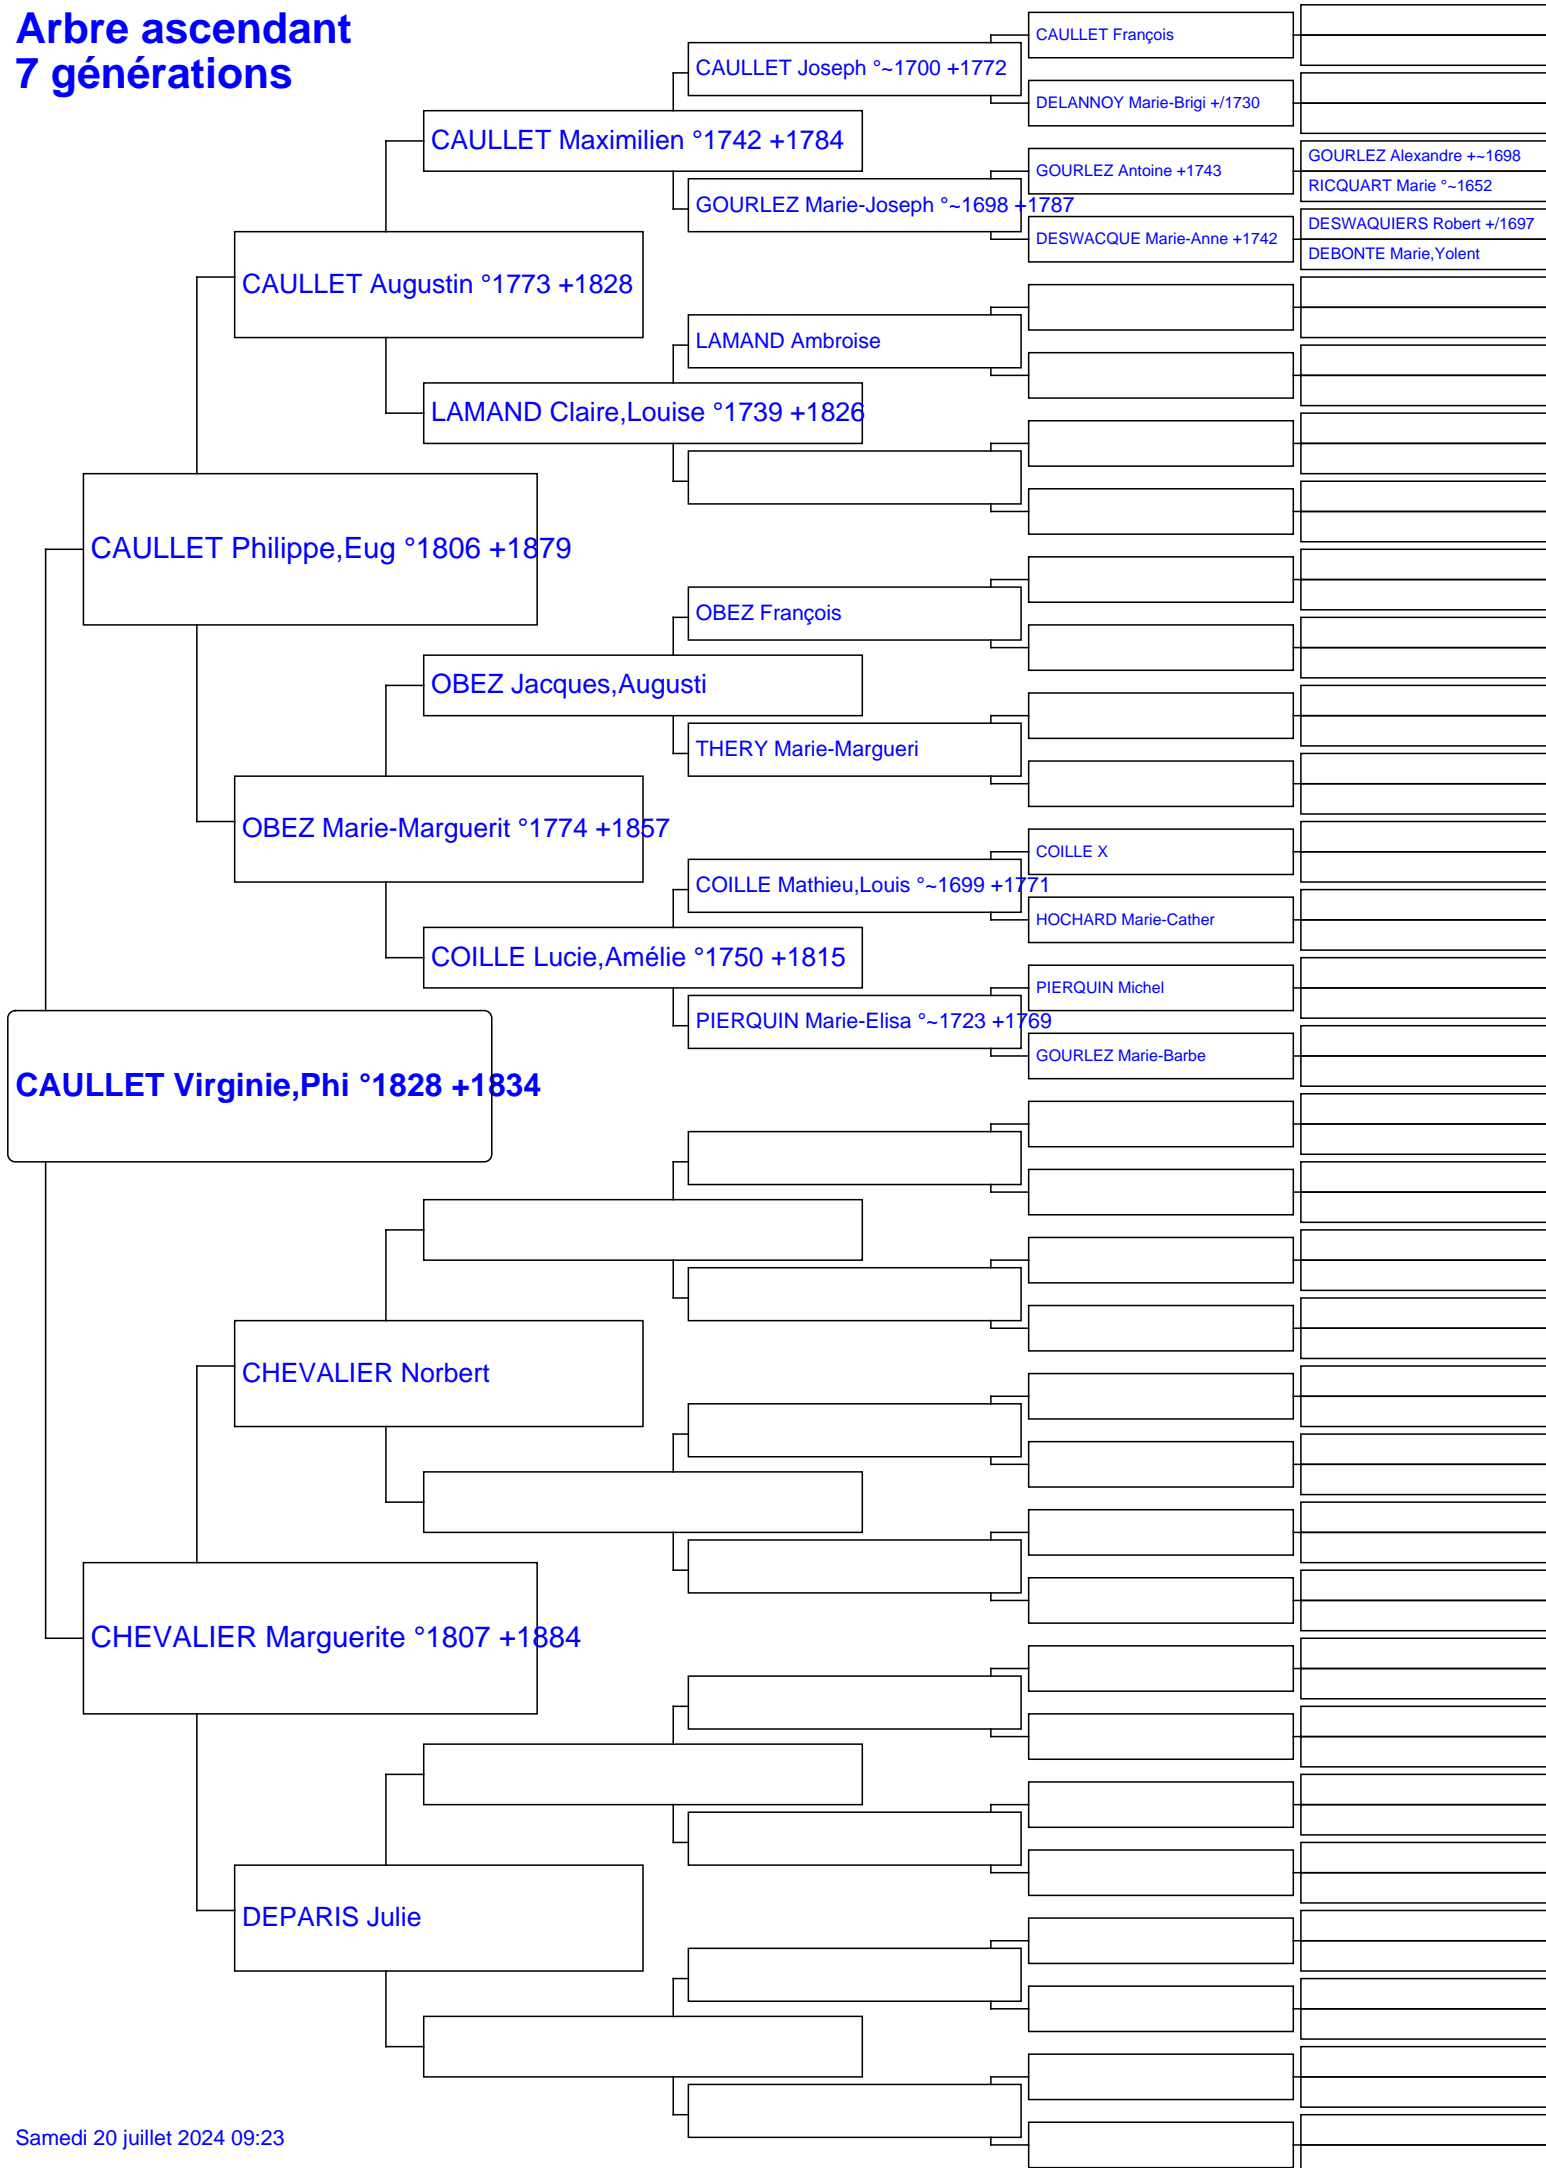 Arbre ascendant
7 générations
CAULLET François
CAULLET Joseph °~1700 +1772
DELANNOY Marie-Brigi +/1730
CAULLET Maximilien °1742 +1784
GOURLEZ Alexandre +~1698
GOURLEZ Antoine +1743
RICQUART Marie °~1652
GOURLEZ Marie-Joseph °~1698 +1787
DESWAQUIERS Robert +/1697
DESWACQUE Marie-Anne +1742
DEBONTE Marie,Yolent
CAULLET Augustin °1773 +1828
LAMAND Ambroise
LAMAND Claire,Louise °1739 +1826
CAULLET Philippe,Eug °1806 +1879
OBEZ François
OBEZ Jacques,Augusti
THERY Marie-Margueri
OBEZ Marie-Marguerit °1774 +1857
COILLE X
COILLE Mathieu,Louis °~1699 +1771
HOCHARD Marie-Cather
COILLE Lucie,Amélie °1750 +1815
PIERQUIN Michel
PIERQUIN Marie-Elisa °~1723 +1769
GOURLEZ Marie-Barbe
CAULLET Virginie,Phi °1828 +1834
CHEVALIER Norbert
CHEVALIER Marguerite °1807 +1884
DEPARIS Julie
Samedi 20 juillet 2024 09:23